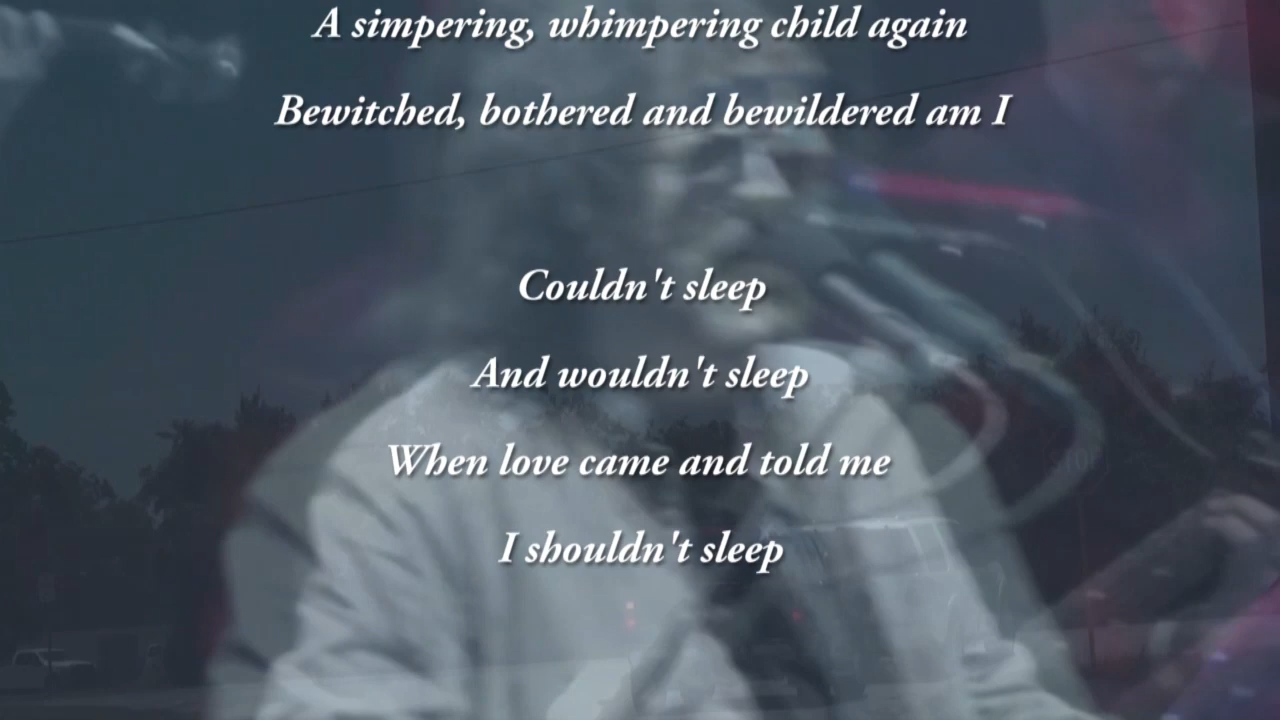 A simpering, whimpering child again
Bewitched, bothered and bewildered am I
Couldn't sleep
And wouldn't sleep
When love came and told me
I shouldn't sleep